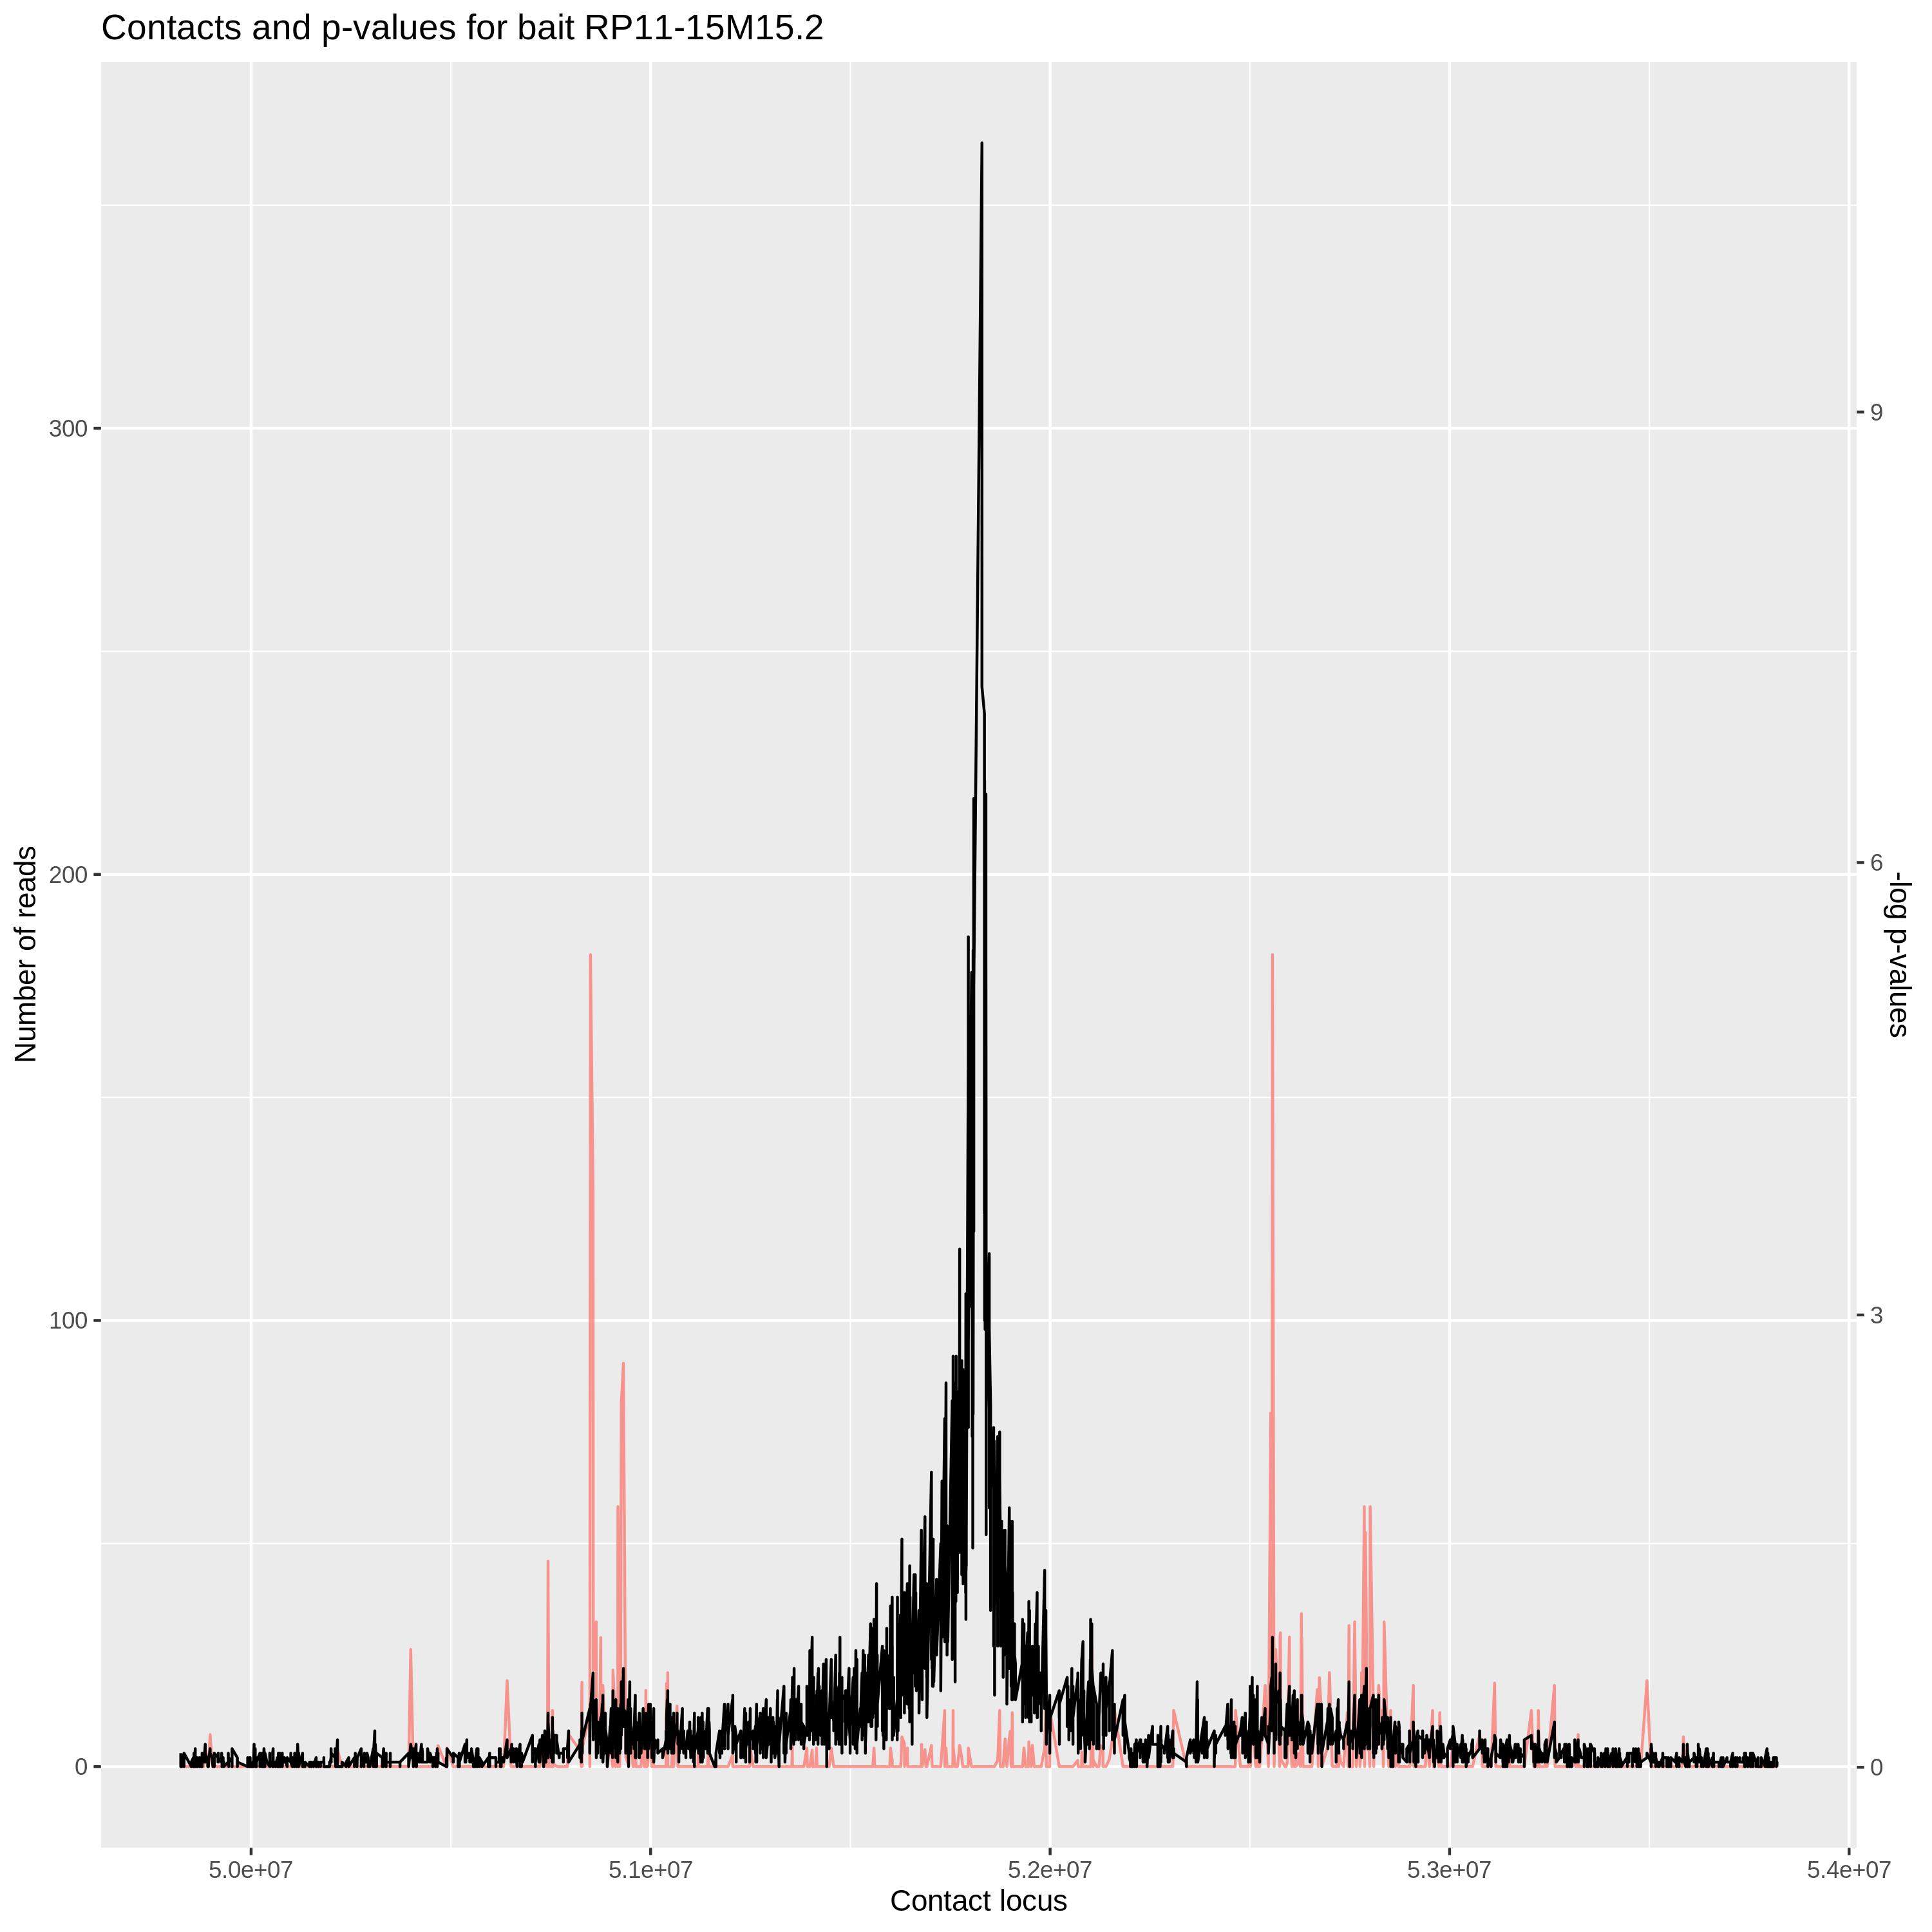 Contacts and p-values for bait RP11-15M15.2
300
200
100
0
Number of reads
9
6
3
0
-log p-values
5.0e+07
5.1e+07
5.2e+07
5.3e+07
5.4e+07
Contact locus